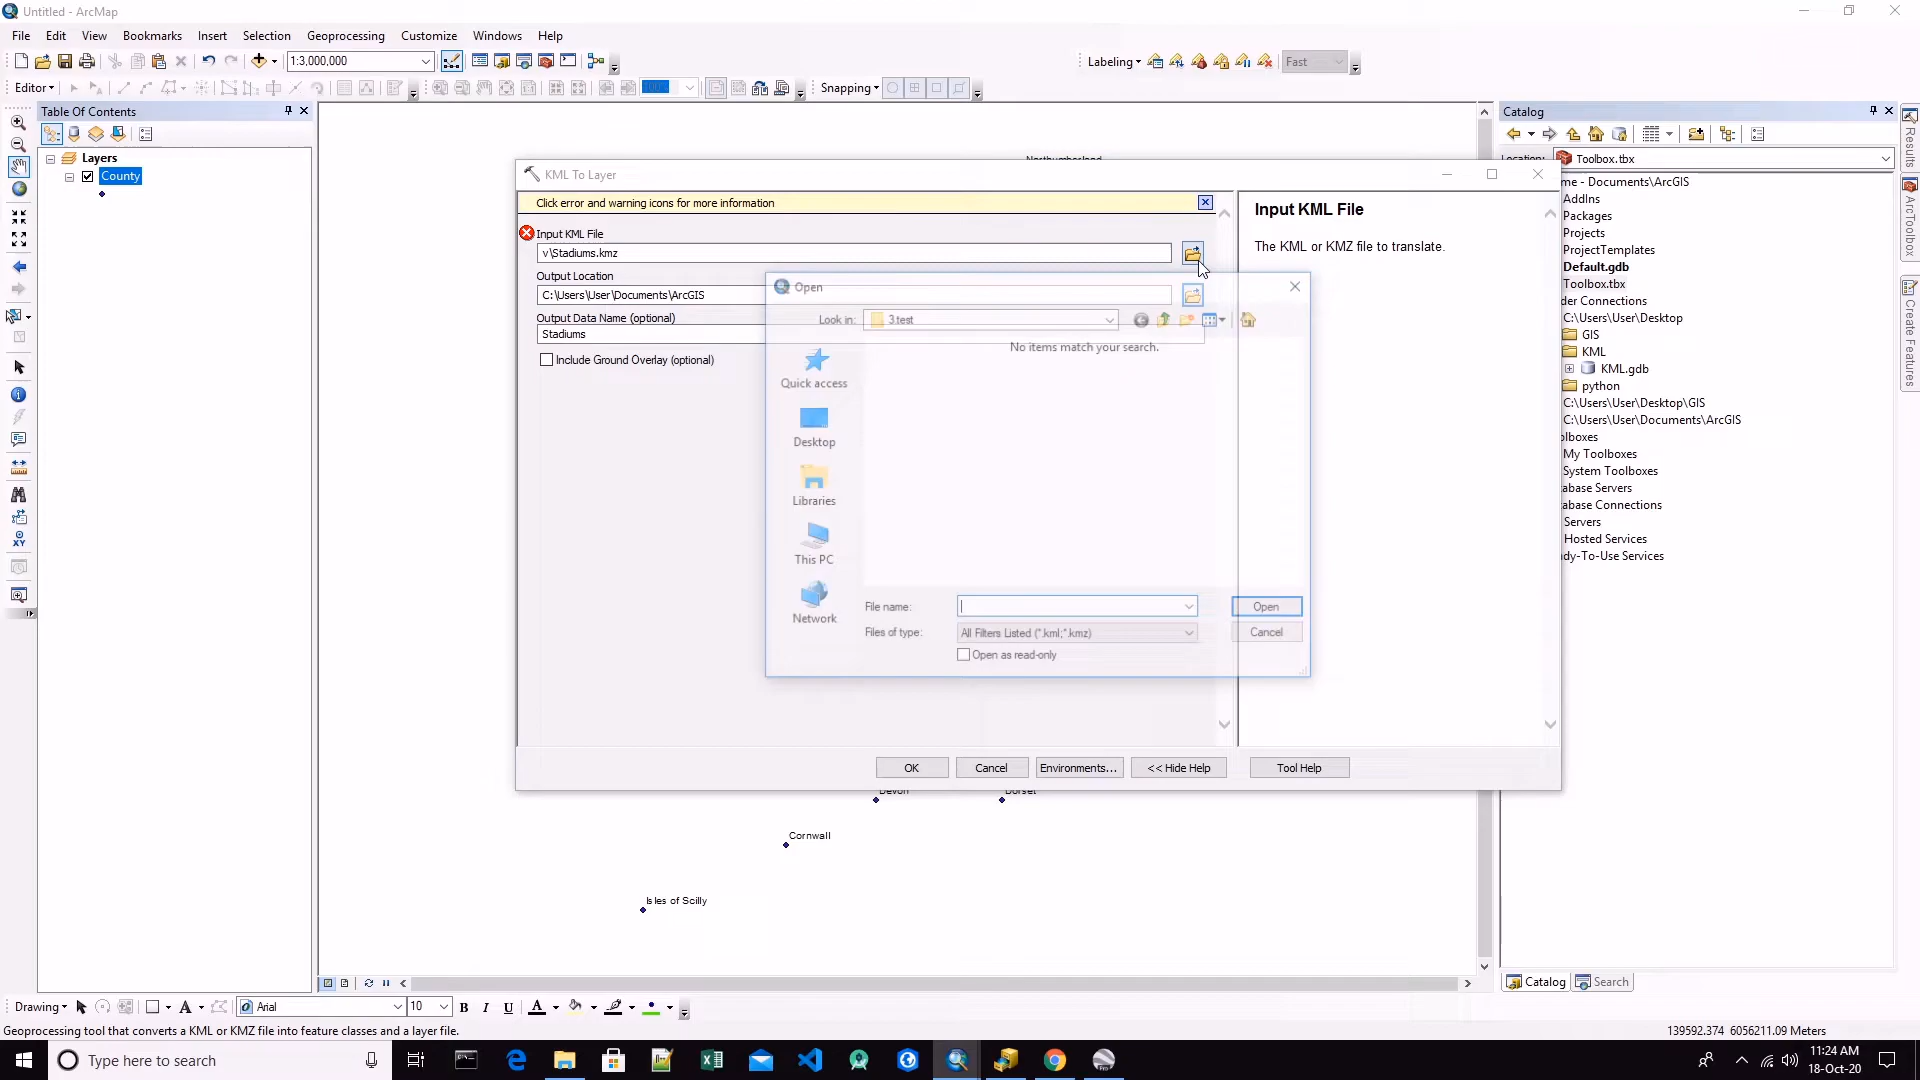 Untitled - ArcMap
File Edit View Bookmarks Insert Selection Geoprocessing Customize Windows Help
1:3,000,000
Labeling
Fast
Editor
100%
Snapping
Table Of Contents
Layers
County
Northumberland
KML To Layer
Click error and warning icons for more information
Input KML File
v\Stadiums.kmz
Output Location
C:\Users\User\Documents\ArcGIS
Output Data Name (optional)
Stadiums
Include Ground Overlay (optional)
Input KML File
The KML or KMZ file to translate.
Open
Look in:
3.test
No items match your search.
Quick access
Desktop
Libraries
This PC
Network
File name:
Open
Files of type:
All Filters Listed (*.kml;*.kmz)
Cancel
Open as read-only
OK
Cancel
Environments...
<< Hide Help
Tool Help
Devon
Dorset
Cornwall
Isles of Scilly
Catalog
Location:
Toolbox.tbx
me - Documents\ArcGIS
AddIns
Packages
Projects
ProjectTemplates
Default.gdb
Toolbox.tbx
der Connections
C:\Users\User\Desktop
GIS
KML
KML.gdb
python
C:\Users\User\Desktop\GIS
C:\Users\User\Documents\ArcGIS
olboxes
My Toolboxes
System Toolboxes
abase Servers
abase Connections
Servers
Hosted Services
dy-To-Use Services
Results
ArcToolbox
Create Features
Catalog
Search
Drawing
A
Arial
10
B I U A
Geoprocessing tool that converts a KML or KMZ file into feature classes and a layer file.
139592.374 6056211.09 Meters
Type here to search
11:24 AM
18-Oct-20